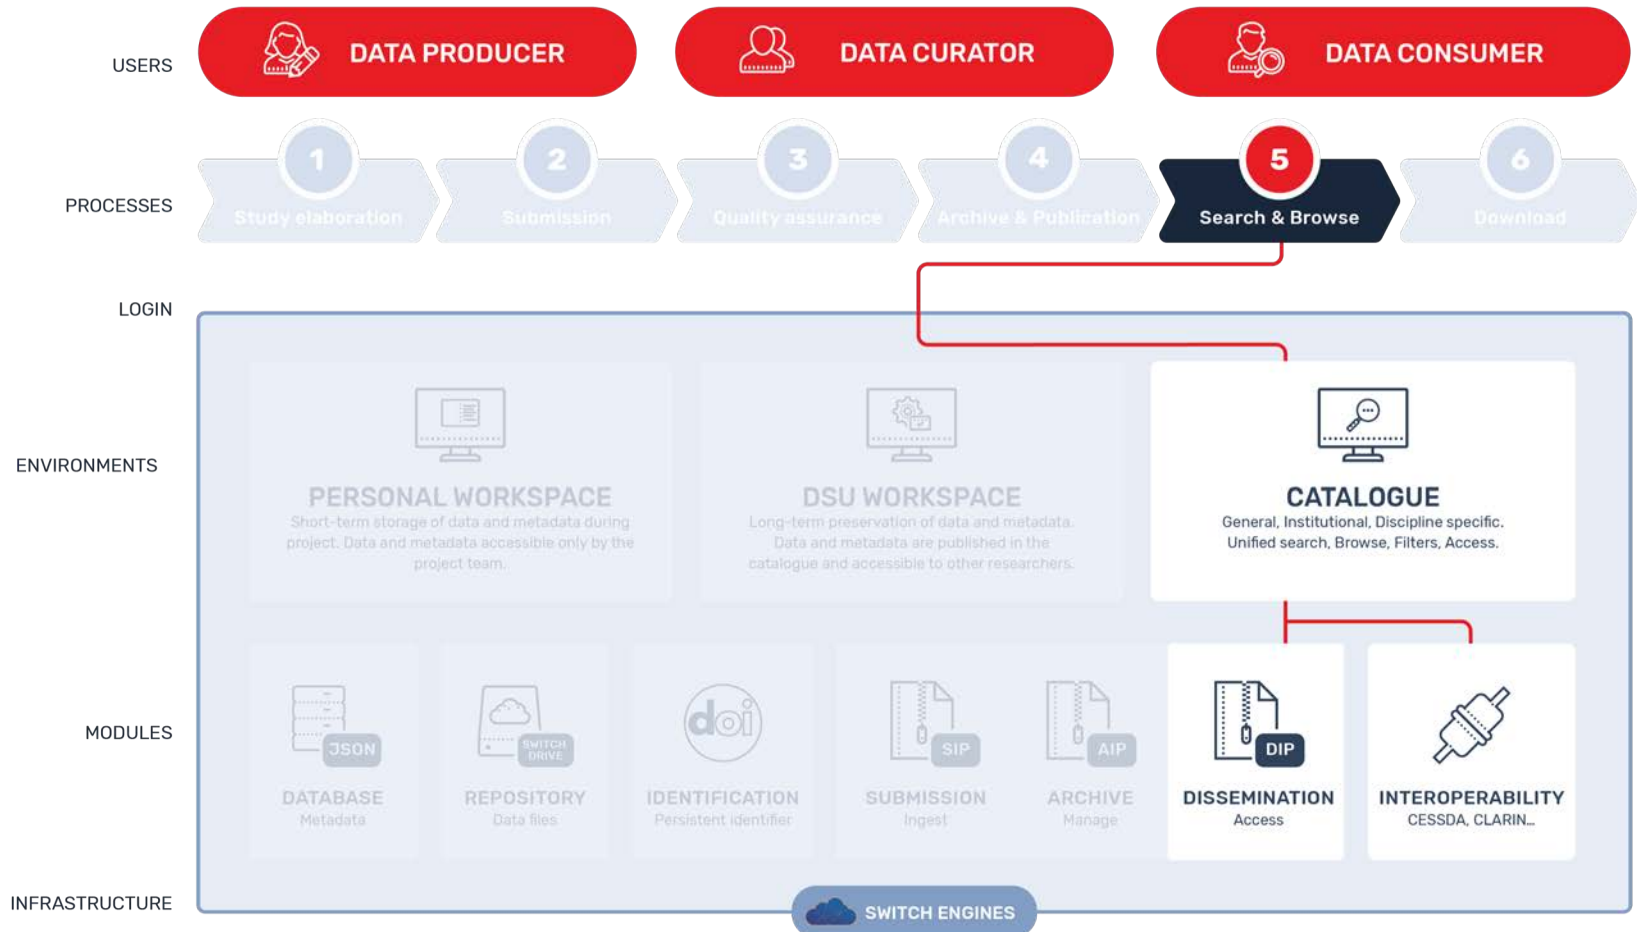 USERS
DATA PRODUCER
DATA CURATOR
DATA CONSUMER
PROCESSES
1
Study elaboration
2
Submission
3
Quality assurance
4
Archive & Publication
5
Search & Browse
6
Download
LOGIN
ENVIRONMENTS
PERSONAL WORKSPACE
Short-term storage of data and metadata during
project. Data and metadata accessible only by the
project team.
DSU WORKSPACE
Long-term preservation of data and metadata.
Data and metadata are published in the
catalogue and accessible to other researchers.
CATALOGUE
General, Institutional, Discipline specific.
Unified search, Browse, Filters, Access.
MODULES
JSON
DATABASE
Metadata
SWITCH
DRIVE
REPOSITORY
Data files
doi
IDENTIFICATION
Persistent identifier
SIP
SUBMISSION
Ingest
AIP
ARCHIVE
Manage
DIP
DISSEMINATION
Access
INTEROPERABILITY
CESSDA, CLARIN...
INFRASTRUCTURE
SWITCH ENGINES